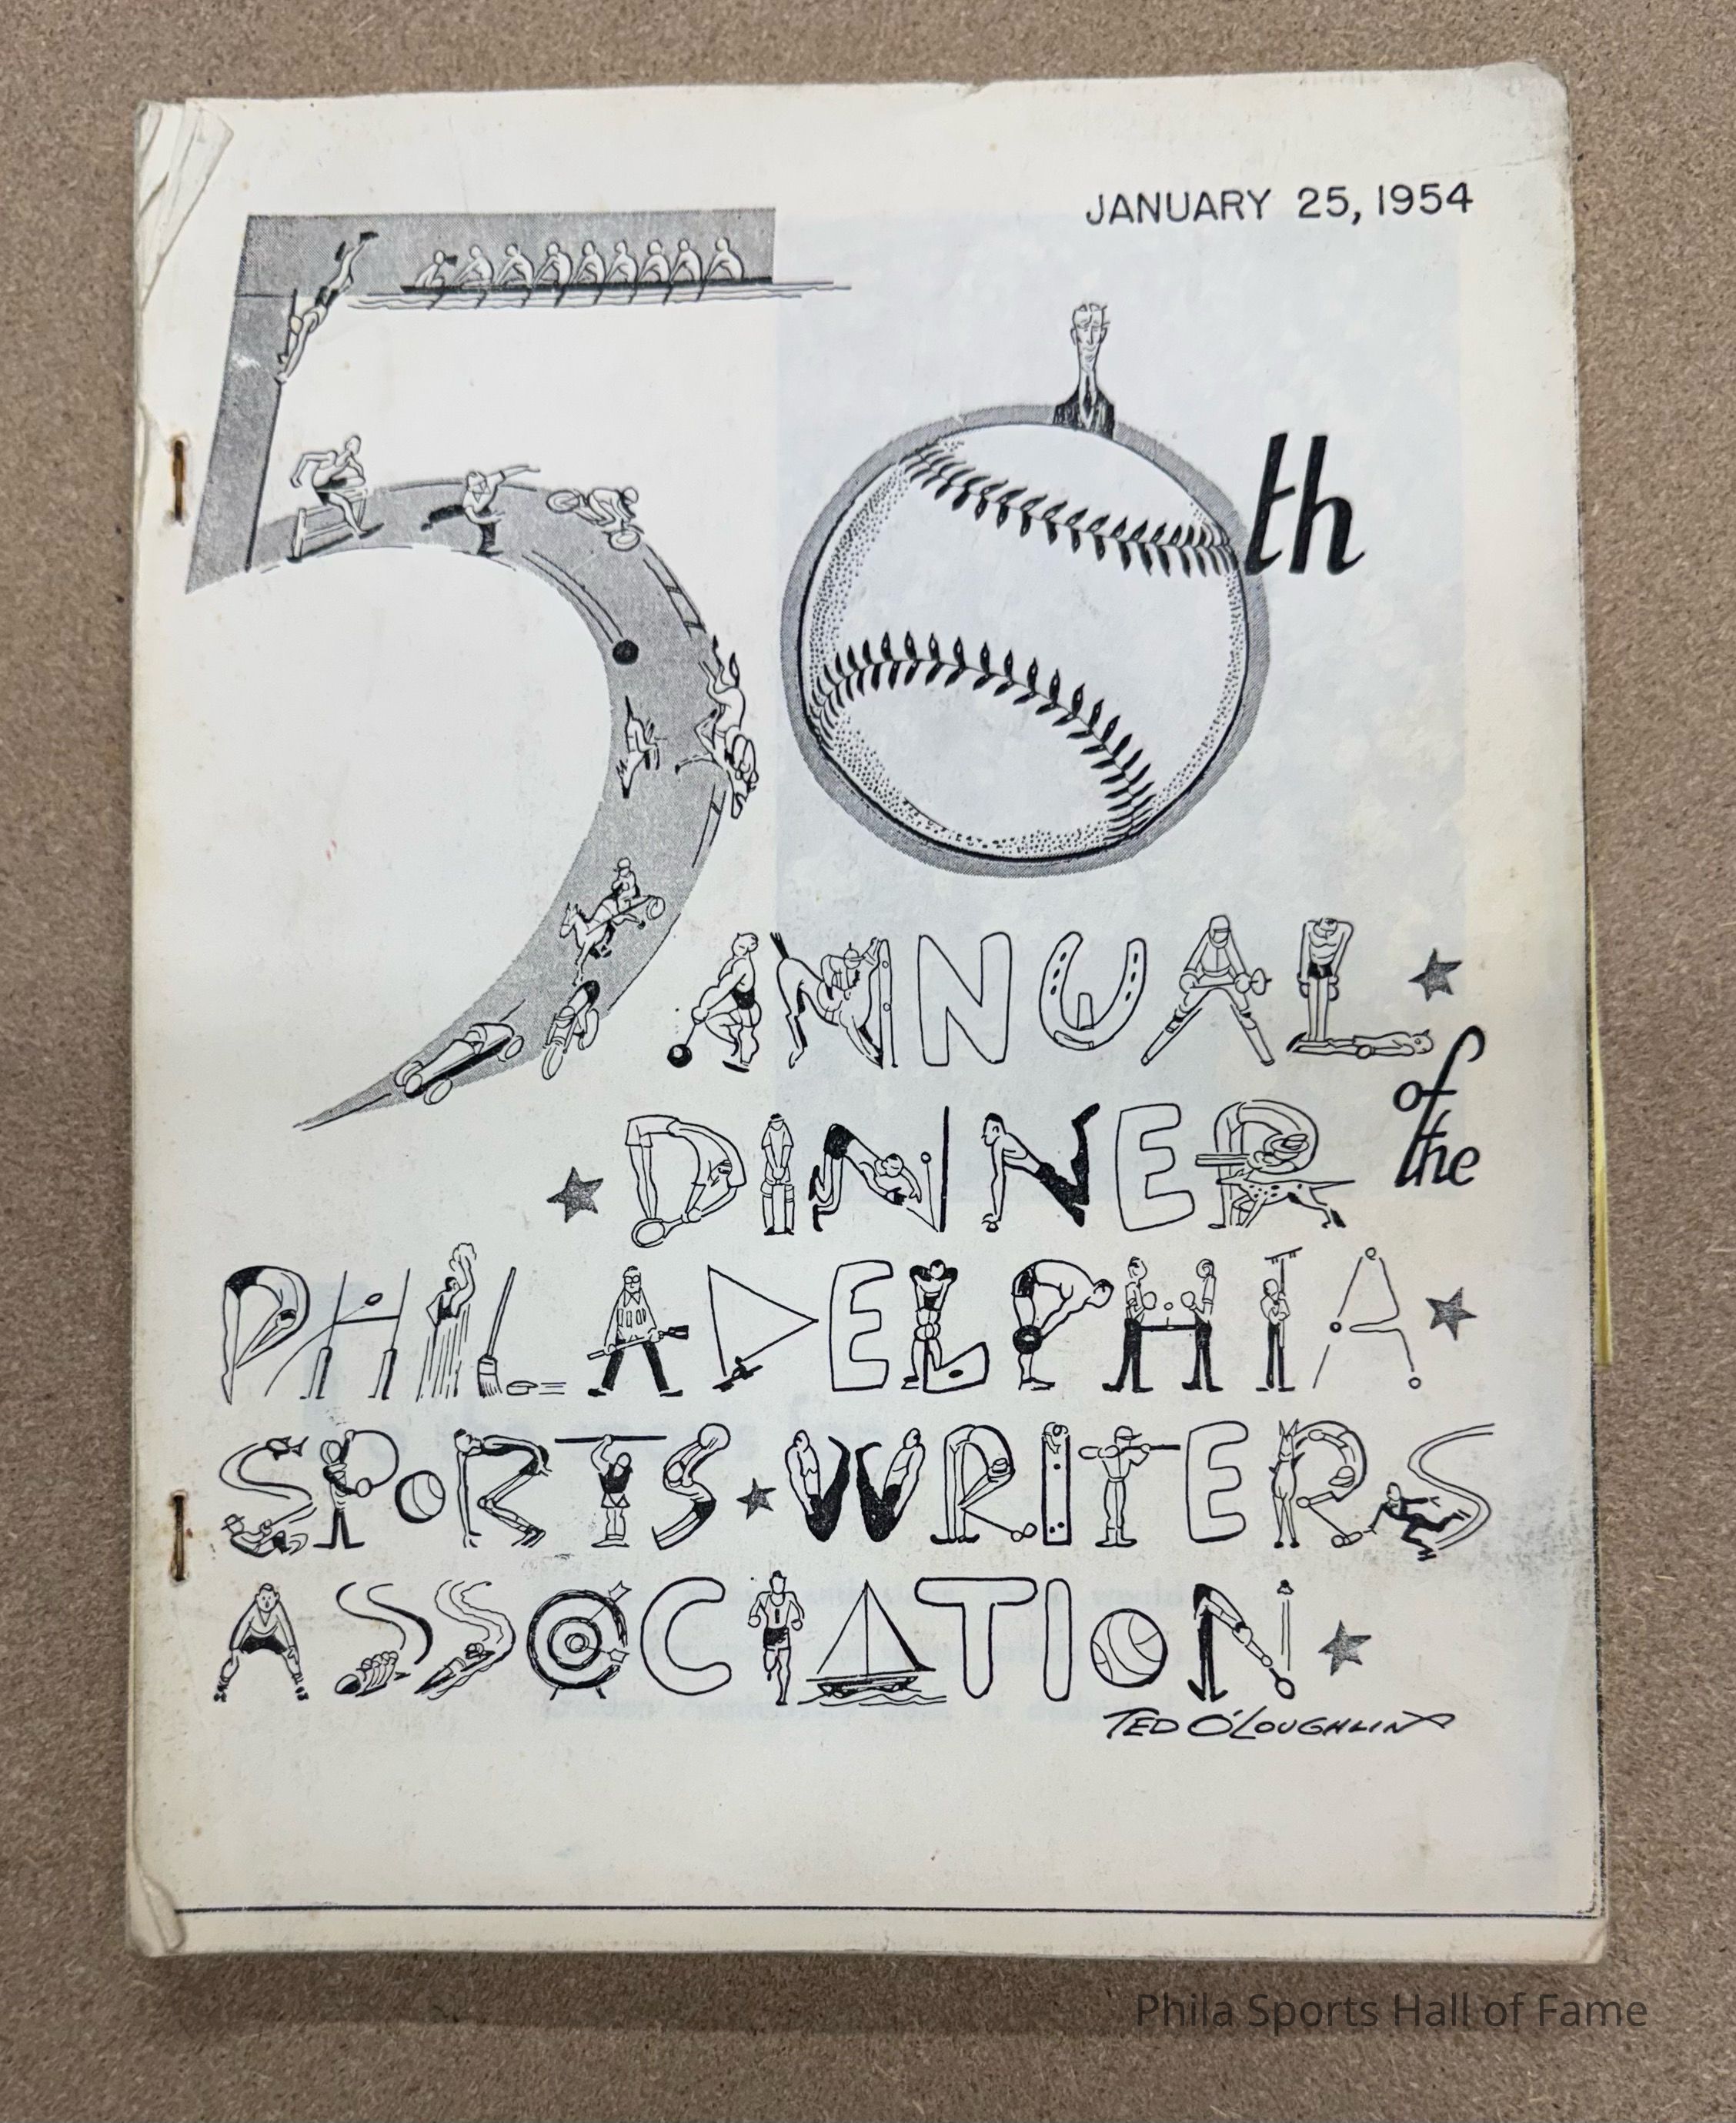 JANUARY 25, 1954
50th
ANNUAL
of the
DINNER
PHILADELPHIA
SPORTS WRITERS
ASSOCIATION
TED O'LOUGHLIN
Phila Sports Hall of Fame